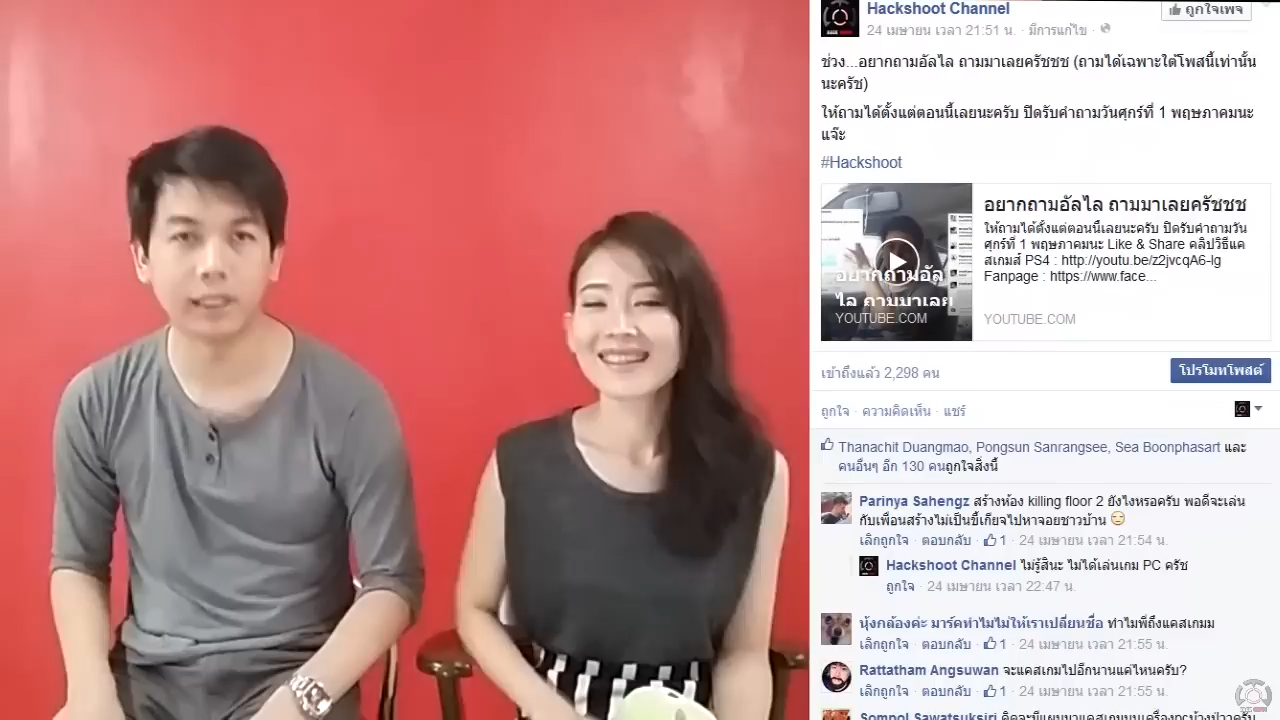 Hackshoot Channel
ถูกใจเพจ
24 เมษายน เวลา 21:51 น. · มีการแก้ไข ·
ช่วง...อยากถามอัลไล ถามมาเลยครัชชช (ถามได้เฉพาะใต้โพสนี้เท่านั้น
นะครัช)
ให้ถามได้ตั้งแต่ตอนนี้เลยนะครับ ปิดรับคำถามวันศุกร์ที่ 1 พฤษภาคมนะ
แจ๊ะ
#Hackshoot
อยากถามอัล
ไล ถามมาเลย
YOUTUBE.COM
อยากถามอัลไล ถามมาเลยครัชชช
ให้ถามได้ตั้งแต่ตอนนี้เลยนะครับ ปิดรับคำถามวัน
ศุกร์ที่ 1 พฤษภาคมนะ Like & Share คลิปวิธีแค
สเกมส์ PS4 : http://youtu.be/z2jvcqA6-lg
Fanpage : https://www.face...
YOUTUBE.COM
เข้าถึงแล้ว 2,298 คน
โปรโมทโพสต์
ถูกใจ · ความคิดเห็น · แชร์
Thanachit Duangmao, Pongsun Sanrangsee, Sea Boonphasart และ
คนอื่นๆ อีก 130 คนถูกใจสิ่งนี้
Parinya Sahengz สร้างห้อง killing floor 2 ยังไงหรอครับ พอดีจะเล่น
กับเพื่อนสร้างไม่เป็นขี้เกียจไปหาจอยชาวบ้าน 😏
เลิกถูกใจ · ตอบกลับ · 1 · 24 เมษายน เวลา 21:54 น.
Hackshoot Channel ไม่รู้สินะ ไม่ได้เล่นเกม PC ครัช
ถูกใจ · 24 เมษายน เวลา 22:47 น.
นุ้งกล้องค่ะ มาร์คทำไมไม่ให้เราเปลี่ยนชื่อ ทำไมพี่ถึงแคสเกมม
เลิกถูกใจ · ตอบกลับ · 1 · 24 เมษายน เวลา 21:55 น.
Rattatham Angsuwan จะแคสเกมไปอีกนานแค่ไหนครับ?
เลิกถูกใจ · ตอบกลับ · 1 · 24 เมษายน เวลา 21:55 น.
Sompol Sawatsuksiri